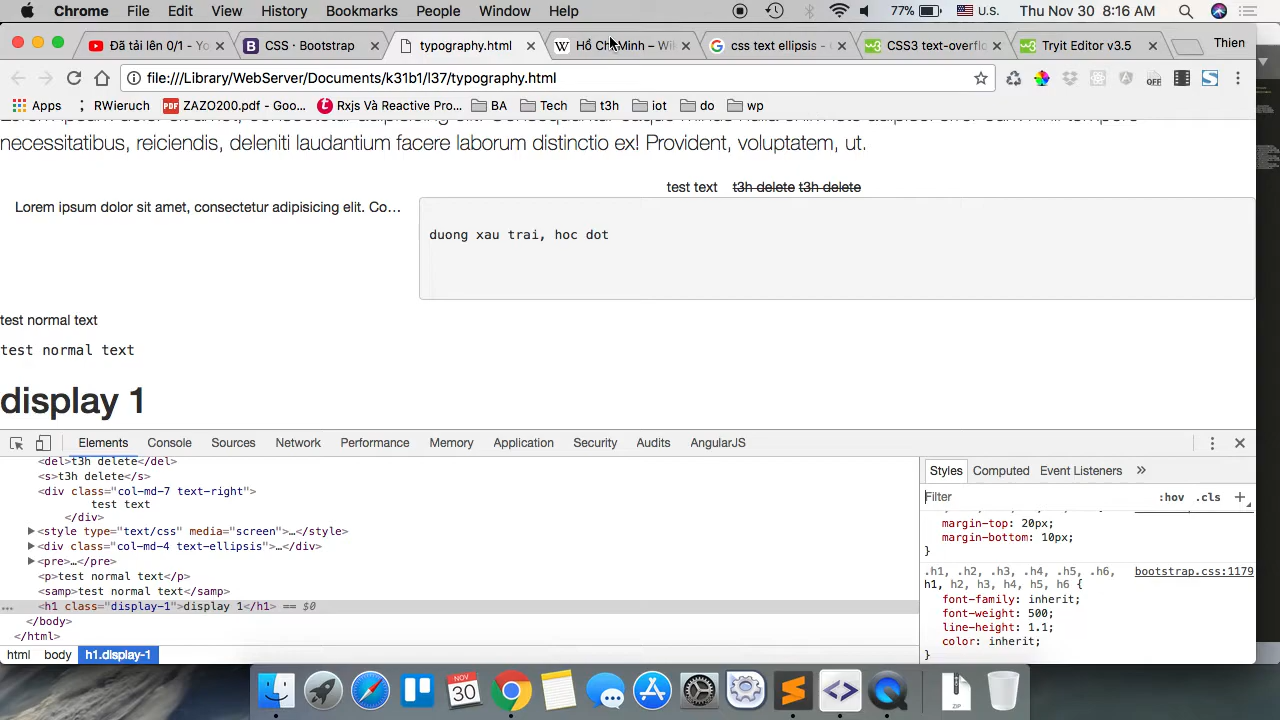 Chrome File Edit View History Bookmarks People Window Help 77% U.S. Thu Nov 30 8:16 AM
Đã tải lên 0/1 - Yo CSS · Bootstrap typography.html Hồ Chí Minh – Wi css text ellipsis - G CSS3 text-overflo Tryit Editor v3.5 Thien
file:///Library/WebServer/Documents/k31b1/l37/typography.html
Apps RWieruch ZAZO200.pdf - Goo... Rxjs Và Reactive Pr... BA Tech t3h iot do wp
necessitatibus, reiciendis, deleniti laudantium facere laborum distinctio ex! Provident, voluptatem, ut.
test text t3h delete t3h delete
Lorem ipsum dolor sit amet, consectetur adipisicing elit. Co...
duong xau trai, hoc dot
test normal text
test normal text
display 1
Elements Console Sources Network Performance Memory Application Security Audits AngularJS
<del>t3h delete</del>
<s>t3h delete</s>
<div class="col-md-7 text-right">
test text
</div>
<style type="text/css" media="screen">…</style>
<div class="col-md-4 text-ellipsis">…</div>
<pre>…</pre>
<p>test normal text</p>
<samp>test normal text</samp>
... <h1 class="display-1">display 1</h1> == $0
</body>
</html>
html body h1.display-1
Styles Computed Event Listeners »
Filter :hov .cls +
margin-top: 20px;
margin-bottom: 10px;
}
.h1, .h2, .h3, .h4, .h5, .h6, bootstrap.css:1179
h1, h2, h3, h4, h5, h6 {
font-family: inherit;
font-weight: 500;
line-height: 1.1;
color: inherit;
}
NOV
30
ZIP